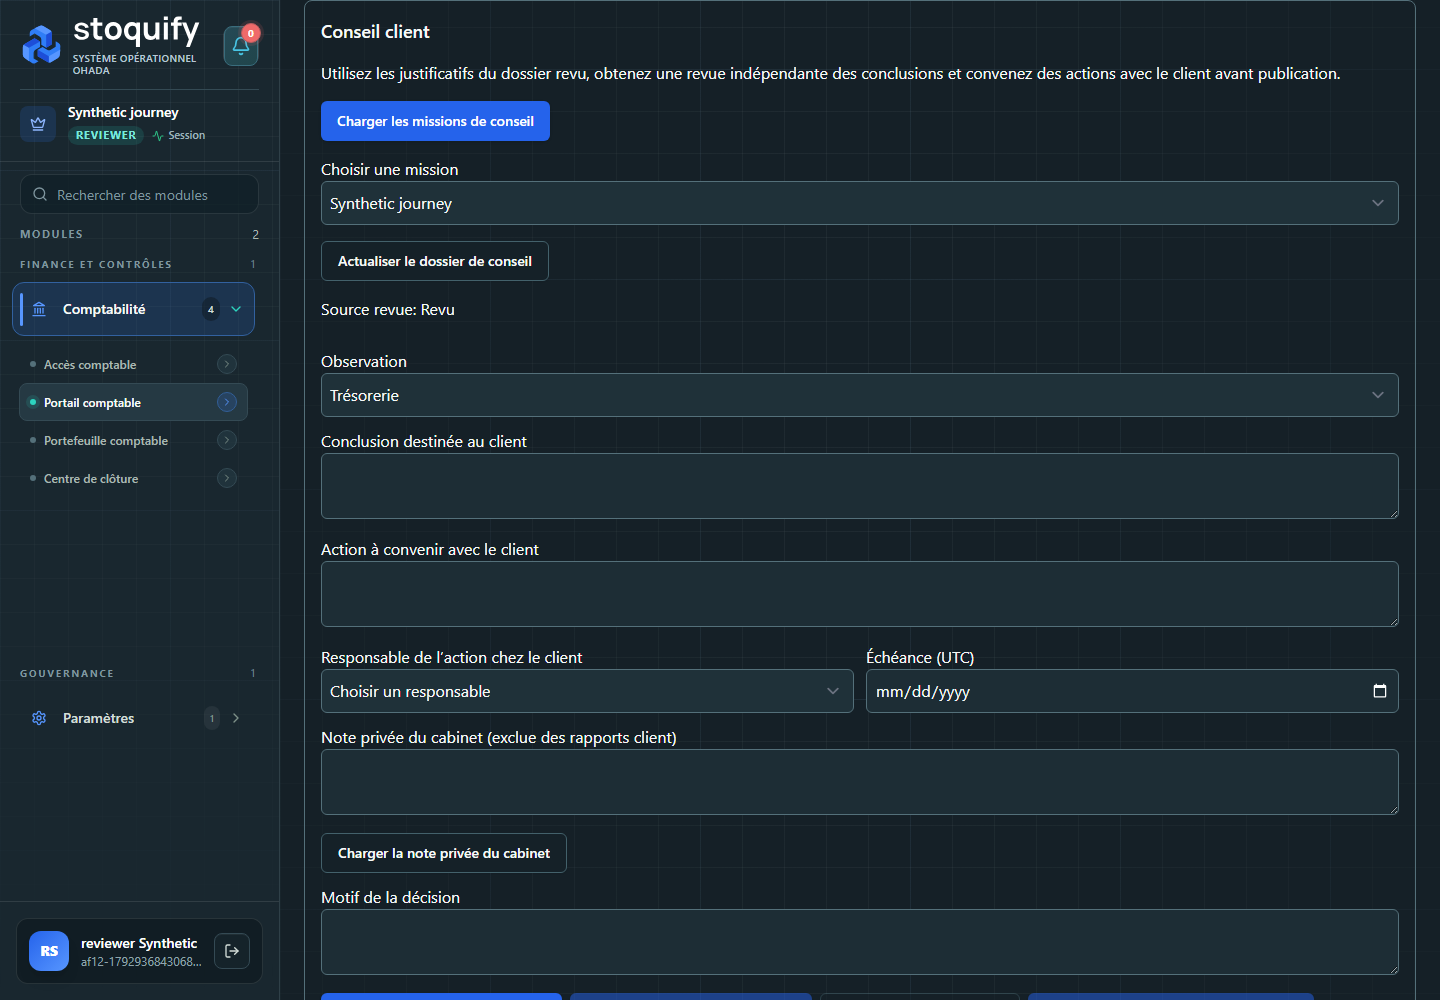 stoquify
SYSTÈME OPÉRATIONNEL
OHADA
0
Synthetic journey
REVIEWER
Session
Rechercher des modules
MODULES 2
FINANCE ET CONTRÔLES 1
Comptabilité 4
Accès comptable
Portail comptable
Portefeuille comptable
Centre de clôture
GOUVERNANCE 1
Paramètres 1
RS
reviewer Synthetic
af12-1792936843068...
Conseil client
Utilisez les justificatifs du dossier revu, obtenez une revue indépendante des conclusions et convenez des actions avec le client avant publication.
Charger les missions de conseil
Choisir une mission
Synthetic journey
Actualiser le dossier de conseil
Source revue: Revu
Observation
Trésorerie
Conclusion destinée au client
Action à convenir avec le client
Responsable de l’action chez le client
Choisir un responsable
Échéance (UTC)
mm/dd/yyyy
Note privée du cabinet (exclue des rapports client)
Charger la note privée du cabinet
Motif de la décision